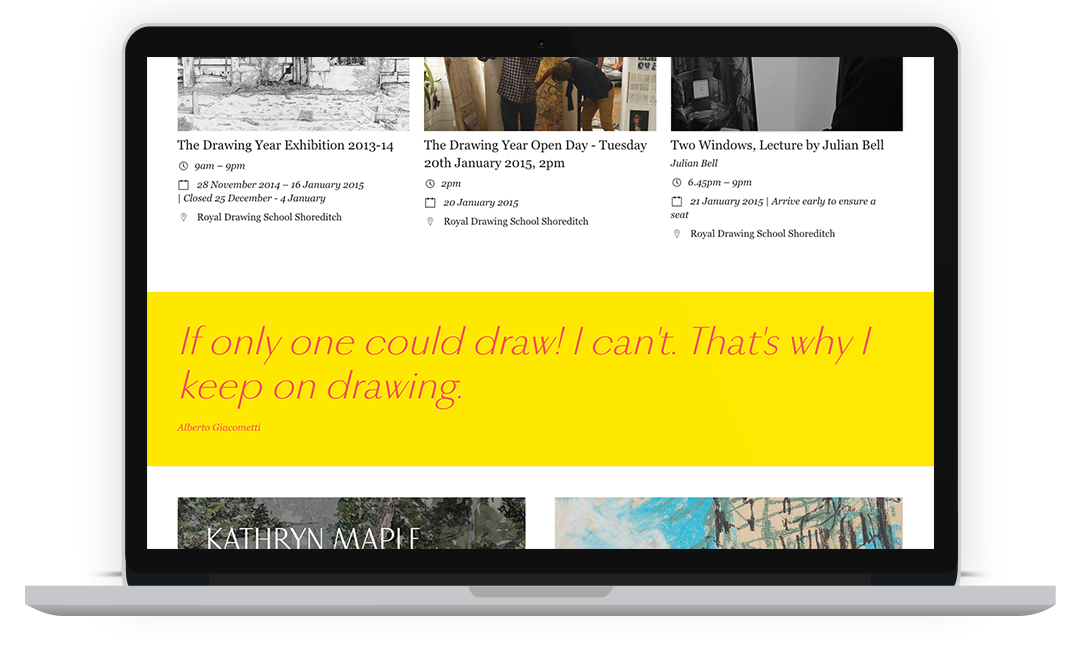 The Drawing Year Exhibition 2013-14
9am – 9pm
28 November 2014 – 16 January 2015
| Closed 25 December - 4 January
Royal Drawing School Shoreditch
The Drawing Year Open Day - Tuesday
20th January 2015, 2pm
2pm
20 January 2015
Royal Drawing School Shoreditch
Two Windows, Lecture by Julian Bell
Julian Bell
6.45pm – 9pm
21 January 2015 | Arrive early to ensure a
seat
Royal Drawing School Shoreditch
If only one could draw! I can't. That's why I
keep on drawing.
Alberto Giacometti
KATHRYN MAPLE